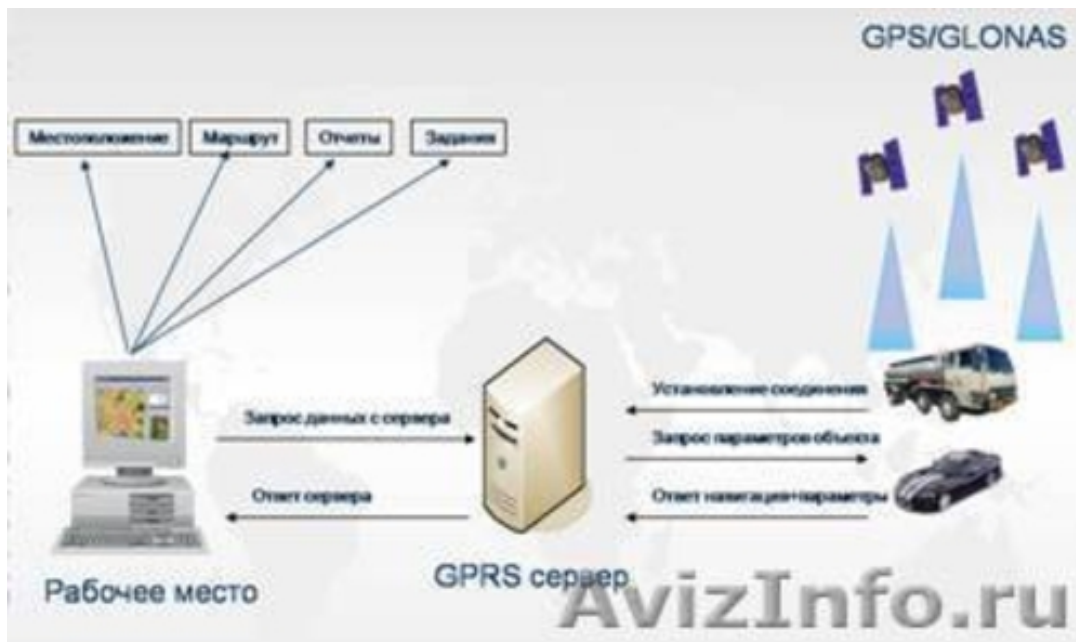 GPS/GLONAS
Местоположение
Маршрут
Отчеты
Задания
Установление соединения
Запрос данных с сервера
Запрос параметров объекта
Ответ сервера
Ответ навигация+параметры
GPRS сервер
Рабочее место
AvizInfo.ru